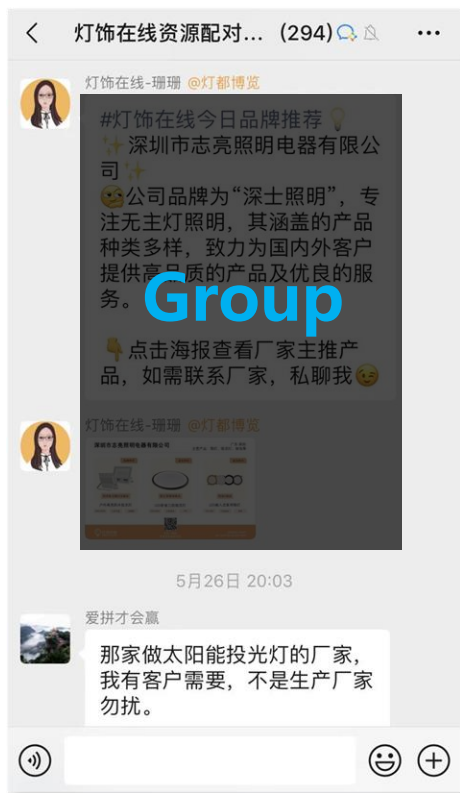 灯饰在线资源配对... (294)
灯饰在线-珊珊 @灯都博览
#灯饰在线今日品牌推荐💡
✨深圳市志亮照明电器有限公
司✨
🧐公司品牌为“深士照明”，专
注无主灯照明，其涵盖的产品
种类多样，致力为国内外客户
提供高品质的产品及优良的服
务。
Group
👇点击海报查看厂家主推产
品，如需联系厂家，私聊我😉
灯饰在线-珊珊 @灯都博览
深圳市志亮照明电器有限公司
5月26日 20:03
爱拼才会赢
那家做太阳能投光灯的厂家，
我有客户需要，不是生产厂家
勿扰。